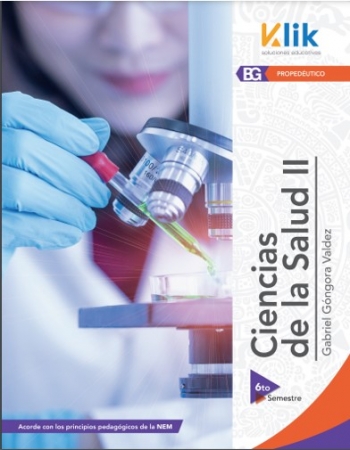 Klik
soluciones educativas
BG PROPEDÉUTICO
Ciencias
de la Salud II
Gabriel Góngora Valdez
6to
Semestre
Acorde con los principios pedagógicos de la NEM